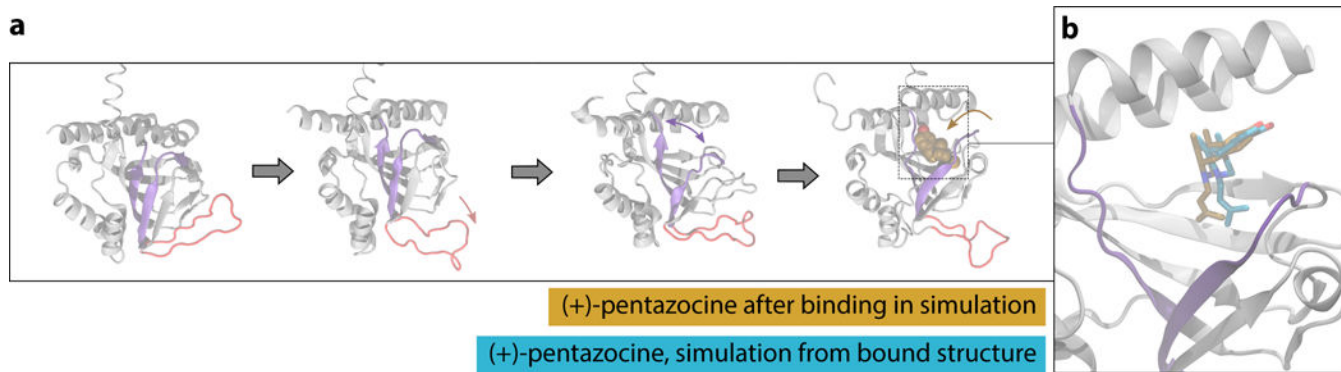 a
b
(+)-pentazocine after binding in simulation
(+)-pentazocine, simulation from bound structure